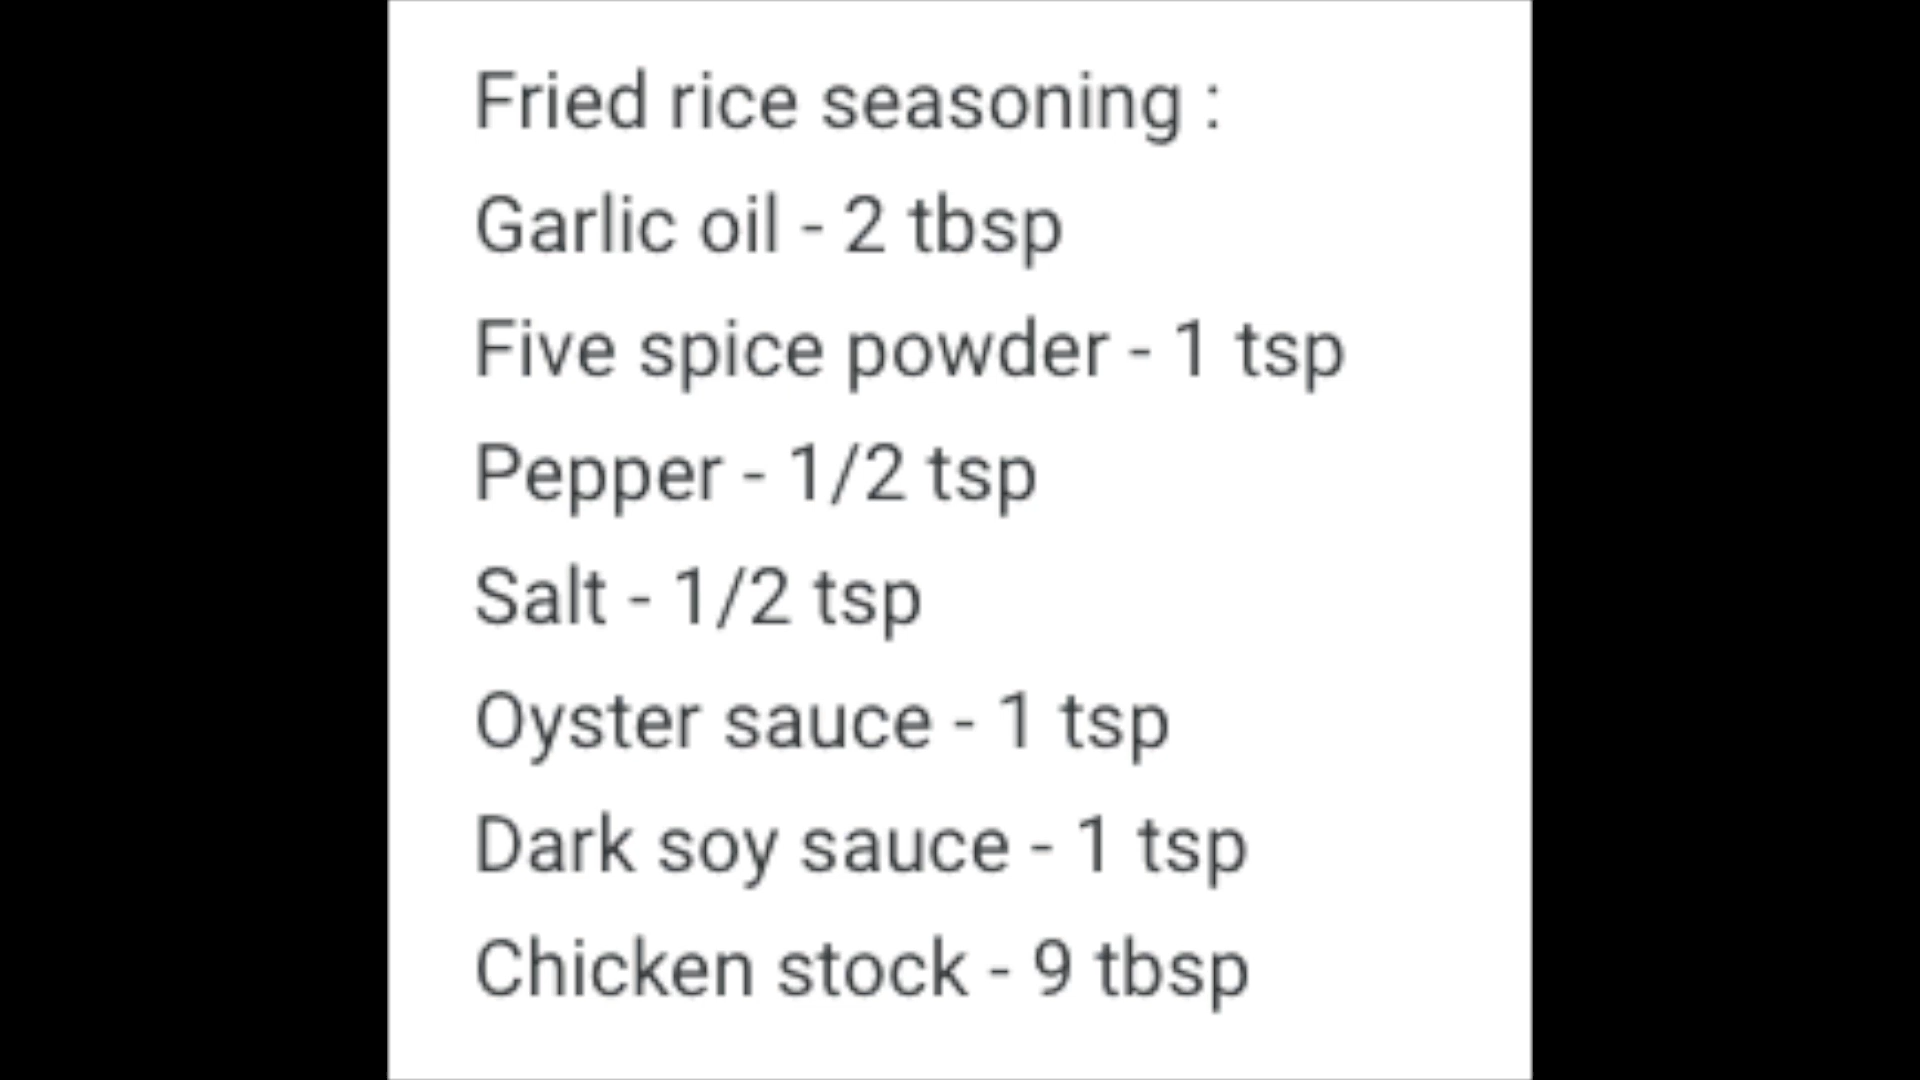 Fried rice seasoning :
Garlic oil - 2 tbsp
Five spice powder - 1 tsp
Pepper - 1/2 tsp
Salt - 1/2 tsp
Oyster sauce - 1 tsp
Dark soy sauce - 1 tsp
Chicken stock - 9 tbsp